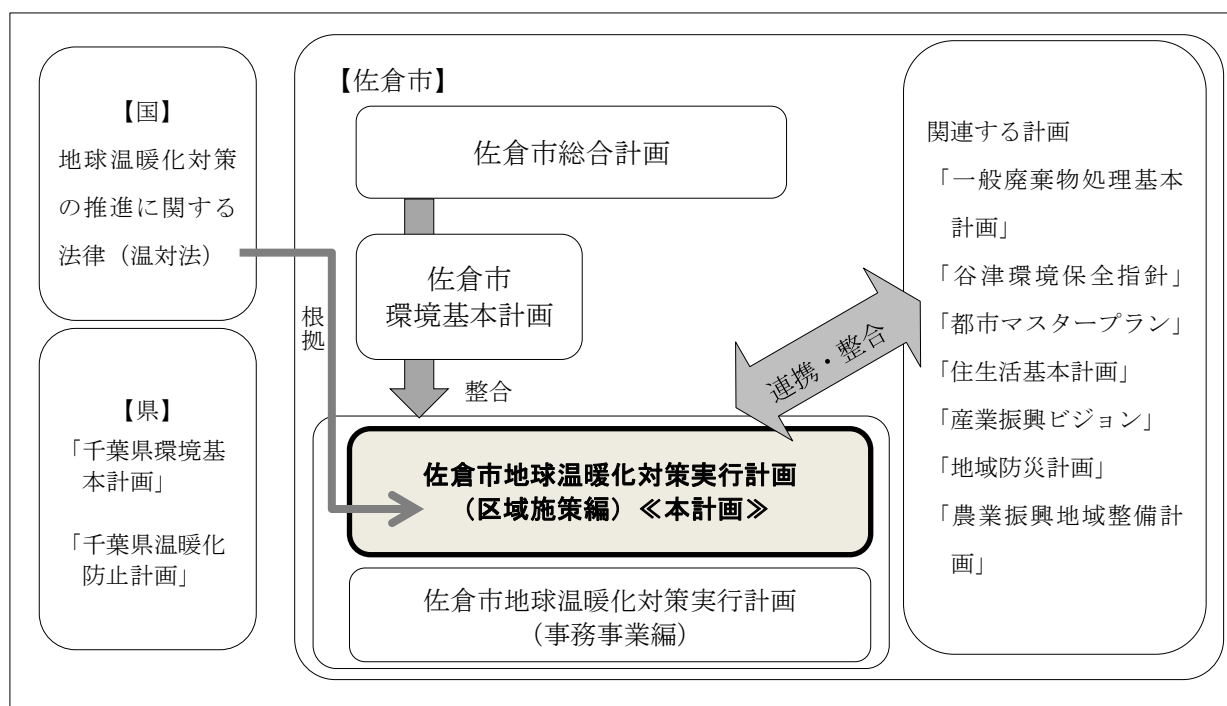 【国】
地球温暖化対策
の推進に関する
法律（温対法）
【県】
「千葉県環境基
本計画」
「千葉県温暖化
防止計画」
【佐倉市】
佐倉市総合計画
佐倉市
環境基本計画
根拠
整合
連携・整合
佐倉市地球温暖化対策実行計画
（区域施策編）≪本計画≫
佐倉市地球温暖化対策実行計画
（事務事業編）
関連する計画
「一般廃棄物処理基本
計画」
「谷津環境保全指針」
「都市マスタープラン」
「住生活基本計画」
「産業振興ビジョン」
「地域防災計画」
「農業振興地域整備計
画」